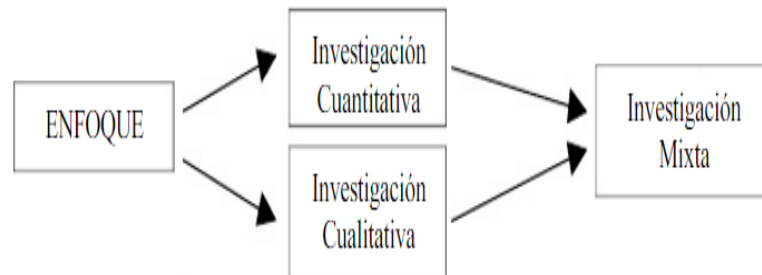 ENFOQUE
Investigación
Cuantitativa
Investigación
Cualitativa
Investigación
Mixta